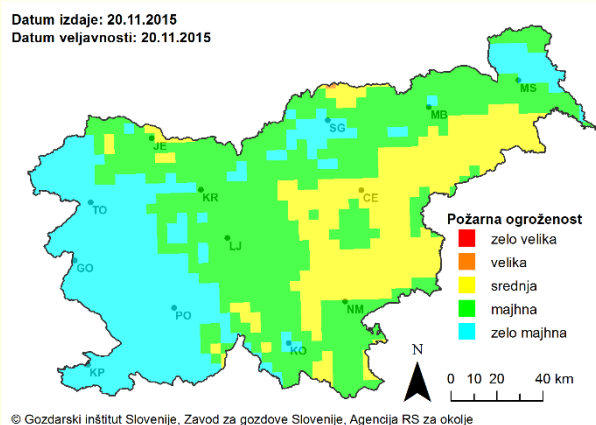 Datum izdaje: 20.11.2015
Datum veljavnosti: 20.11.2015
MS
MB
SG
JE
KR
CE
TO
LJ
GO
PO
NM
KO
KP
Požarna ogroženost
zelo velika
velika
srednja
majhna
zelo majhna
N
0 10 20 40 km
© Gozdarski inštitut Slovenije, Zavod za gozdove Slovenije, Agencija RS za okolje